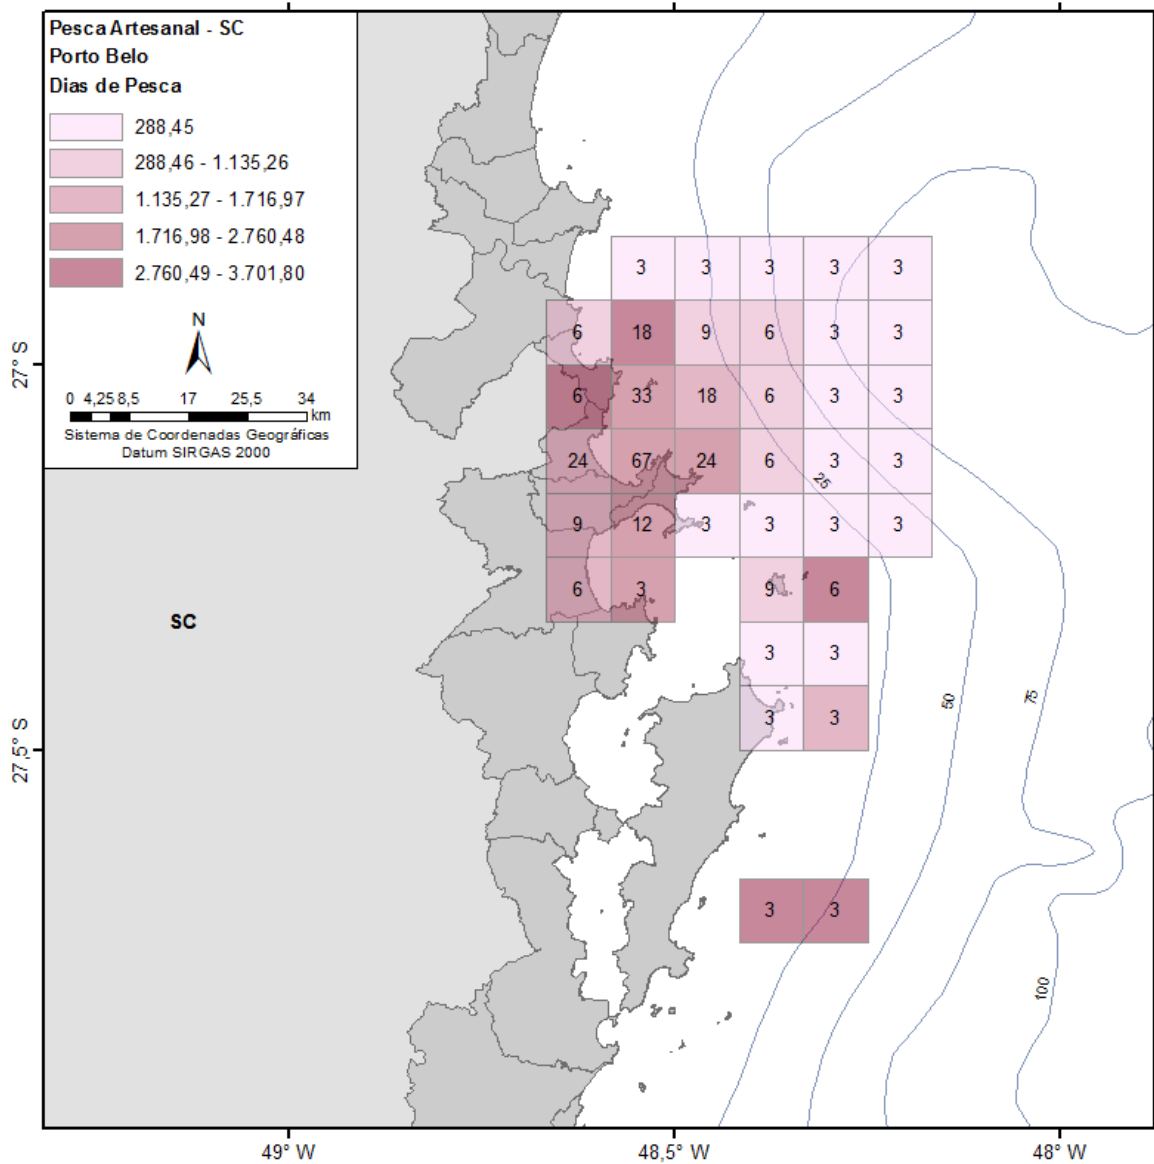 Pesca Artesanal - SC
Porto Belo
Dias de Pesca
288,45
288,46 - 1.135,26
1.135,27 - 1.716,97
1.716,98 - 2.760,48
2.760,49 - 3.701,80
N
0 4,25 8,5 17 25,5 34
km
Sistema de Coordenadas Geográficas
Datum SIRGAS 2000
3 3 3 3 3
6 18 9 6 3 3
27° S
6 33 18 6 3 3
24 67 24 6 3 3
25
9 12 3 3 3 3
6 3 9 6
SC
3 3
50
75
3 3
27,5° S
3 3
100
49° W 48,5° W 48° W